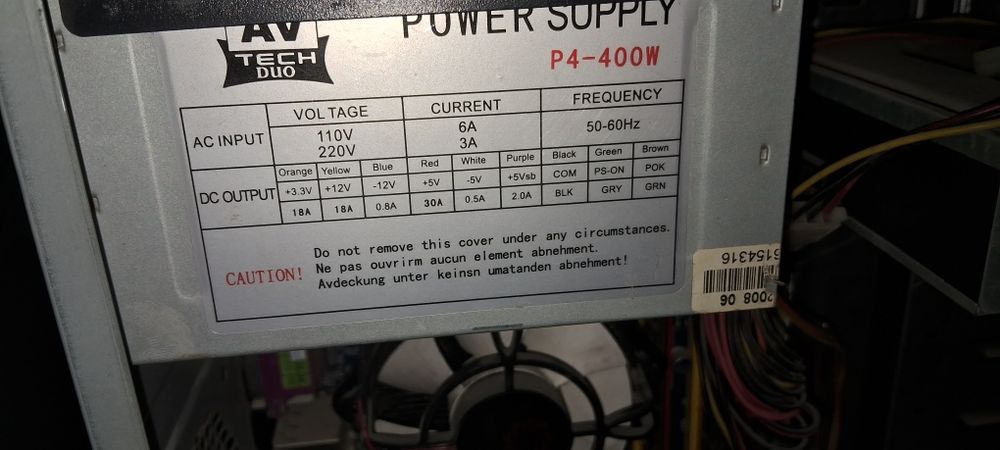 AV
TECH
DUO
POWER SUPPLY
P4-400W
AC INPUT VOLTAGE CURRENT FREQUENCY
110V 6A 50-60Hz
220V 3A
DC OUTPUT Orange Yellow Blue Red White Purple Black Green Brown
+3.3V +12V -12V +5V -5V +5Vsb COM PS-ON POK
18A 18A 0.8A 30A 0.5A 2.0A BLK GRY GRN
CAUTION!
Do not remove this cover under any circumstances.
Ne pas ouvrirm aucun element abnehment.
Avdeckung unter keinsn umatanden abnehment!
2008 06
6154316